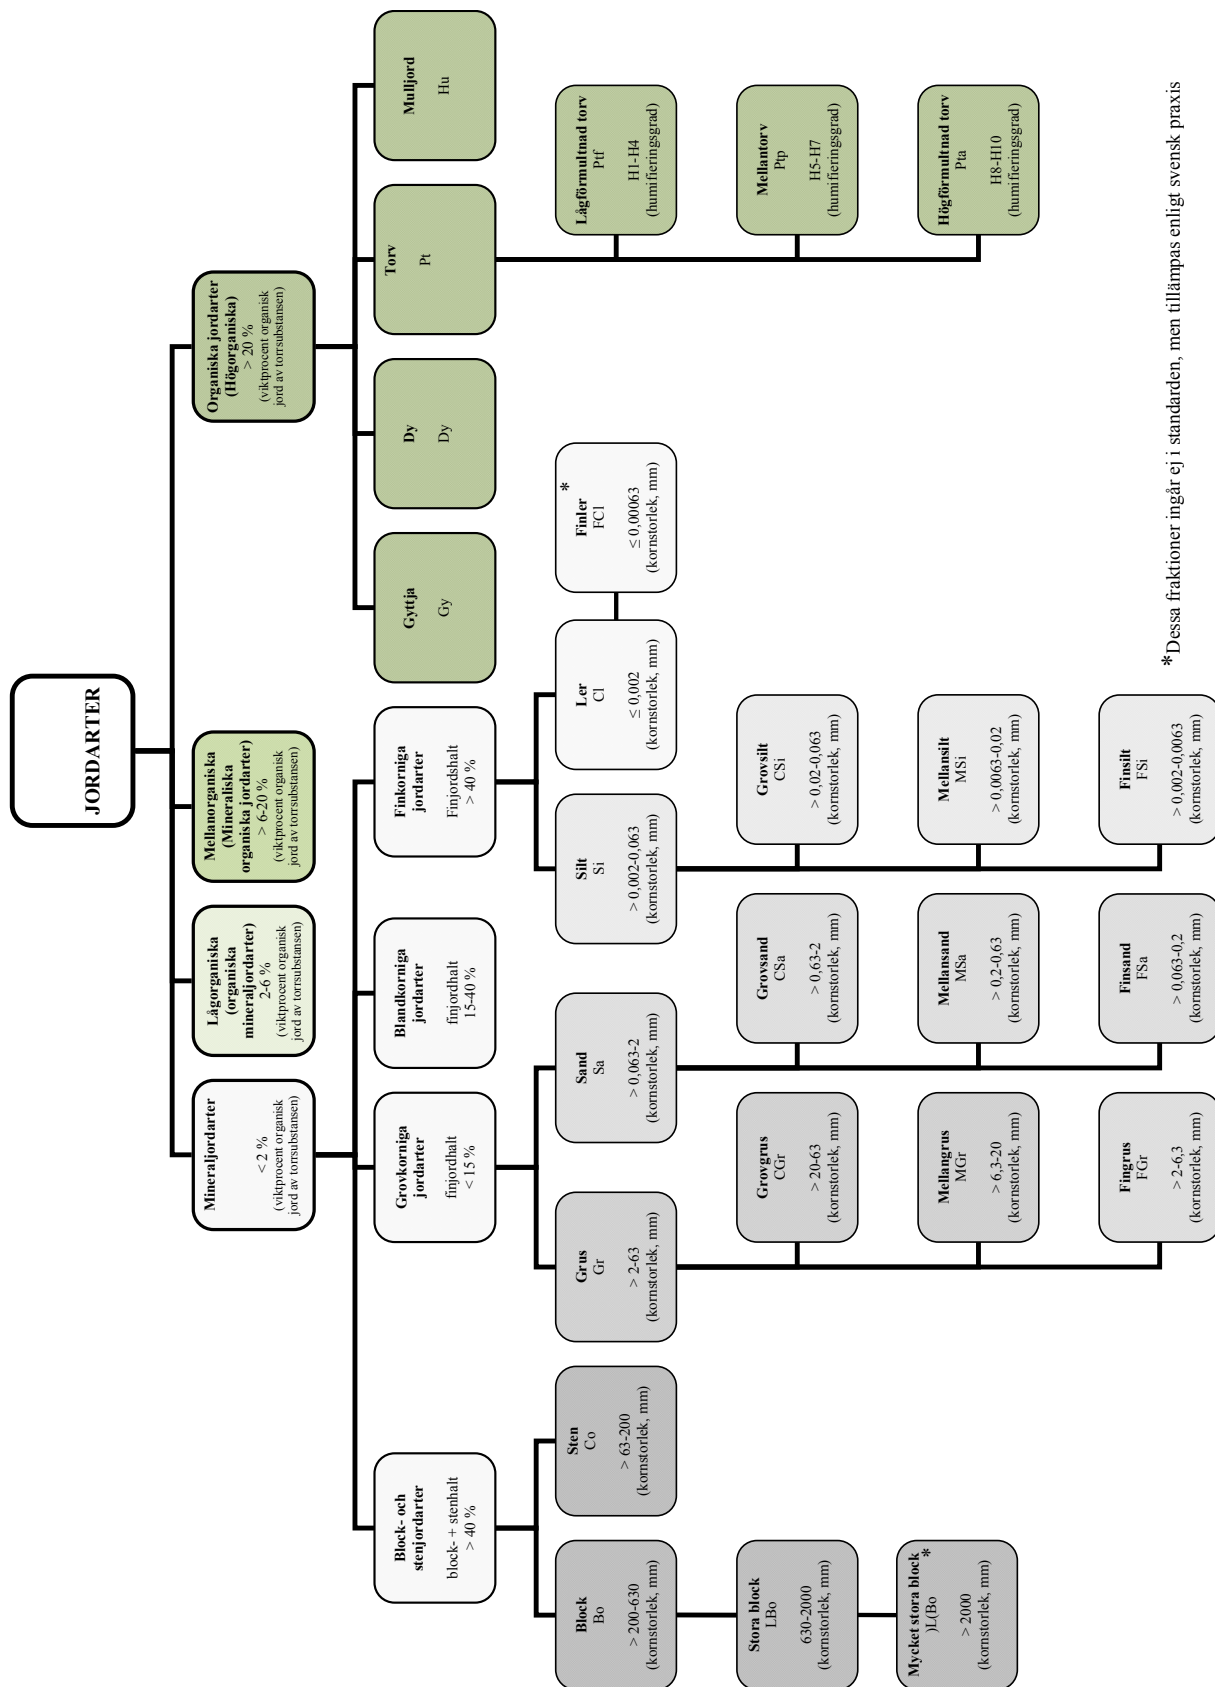 JORDARTER
Mineraljordarter
< 2 %
(viktprocent organisk
jord av torrsubstansen)
Lågorganiska
(organiska
mineraljordarter)
2-6 %
(viktprocent organisk
jord av torrsubstansen)
Mellanorganiska
(Mineraliska
organiska jordarter)
> 6-20 %
(viktprocent organisk
jord av torrsubstansen)
Organiska jordarter
(Högorganiska)
> 20 %
(viktprocent organisk
jord av torrsubstansen)
Block- och
stenjordarter
block- + stenhalt
> 40 %
Grovkorniga
jordarter
finjordhalt
< 15 %
Blandkorniga
jordarter
finjordhalt
15-40 %
Finkorniga
jordarter
Finjordshalt
> 40 %
Gyttja
Gy
Dy
Dy
Torv
Pt
Mulljord
Hu
Block
Bo
> 200-630
(kornstorlek, mm)
Sten
Co
> 63-200
(kornstorlek, mm)
Grus
Gr
> 2-63
(kornstorlek, mm)
Sand
Sa
> 0,063-2
(kornstorlek, mm)
Silt
Si
> 0,002-0,063
(kornstorlek, mm)
Ler
Cl
≤ 0,002
(kornstorlek, mm)
*
Finler
FCl
≤ 0,00063
(kornstorlek, mm)
Lågförmultnad torv
Ptf
H1-H4
(humifieringsgrad)
Stora block
LBo
630-2000
(kornstorlek, mm)
Grovgrus
CGr
> 20-63
(kornstorlek, mm)
Grovsand
CSa
> 0,63-2
(kornstorlek, mm)
Grovsilt
CSi
> 0,02-0,063
(kornstorlek, mm)
Mellantorv
Ptp
H5-H7
(humifieringsgrad)
Mycket stora block
)L(Bo *
> 2000
(kornstorlek, mm)
Mellangrus
MGr
> 6,3-20
(kornstorlek, mm)
Mellansand
MSa
> 0,2-0,63
(kornstorlek, mm)
Mellansilt
MSi
> 0,0063-0,02
(kornstorlek, mm)
Högförmultnad torv
Pta
H8-H10
(humifieringsgrad)
Fingrus
FGr
> 2-6,3
(kornstorlek, mm)
Finsand
FSa
> 0,063-0,2
(kornstorlek, mm)
Finsilt
FSi
> 0,002-0,0063
(kornstorlek, mm)
*Dessa fraktioner ingår ej i standarden, men tillämpas enligt svensk praxis